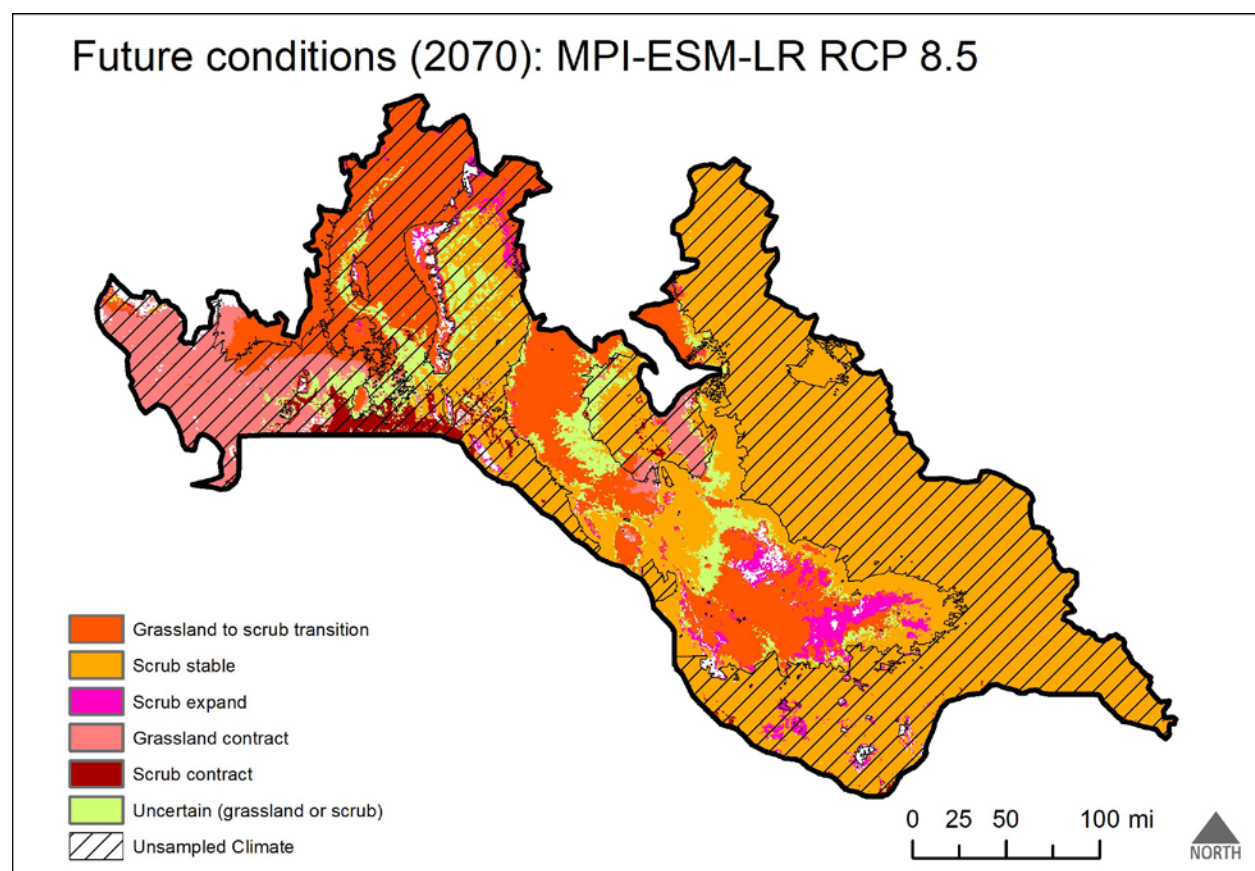 Future conditions (2070): MPI-ESM-LR RCP 8.5
Grassland to scrub transition
Scrub stable
Scrub expand
Grassland contract
Scrub contract
Uncertain (grassland or scrub)
Unsampled Climate
0 25 50 100 mi
NORTH